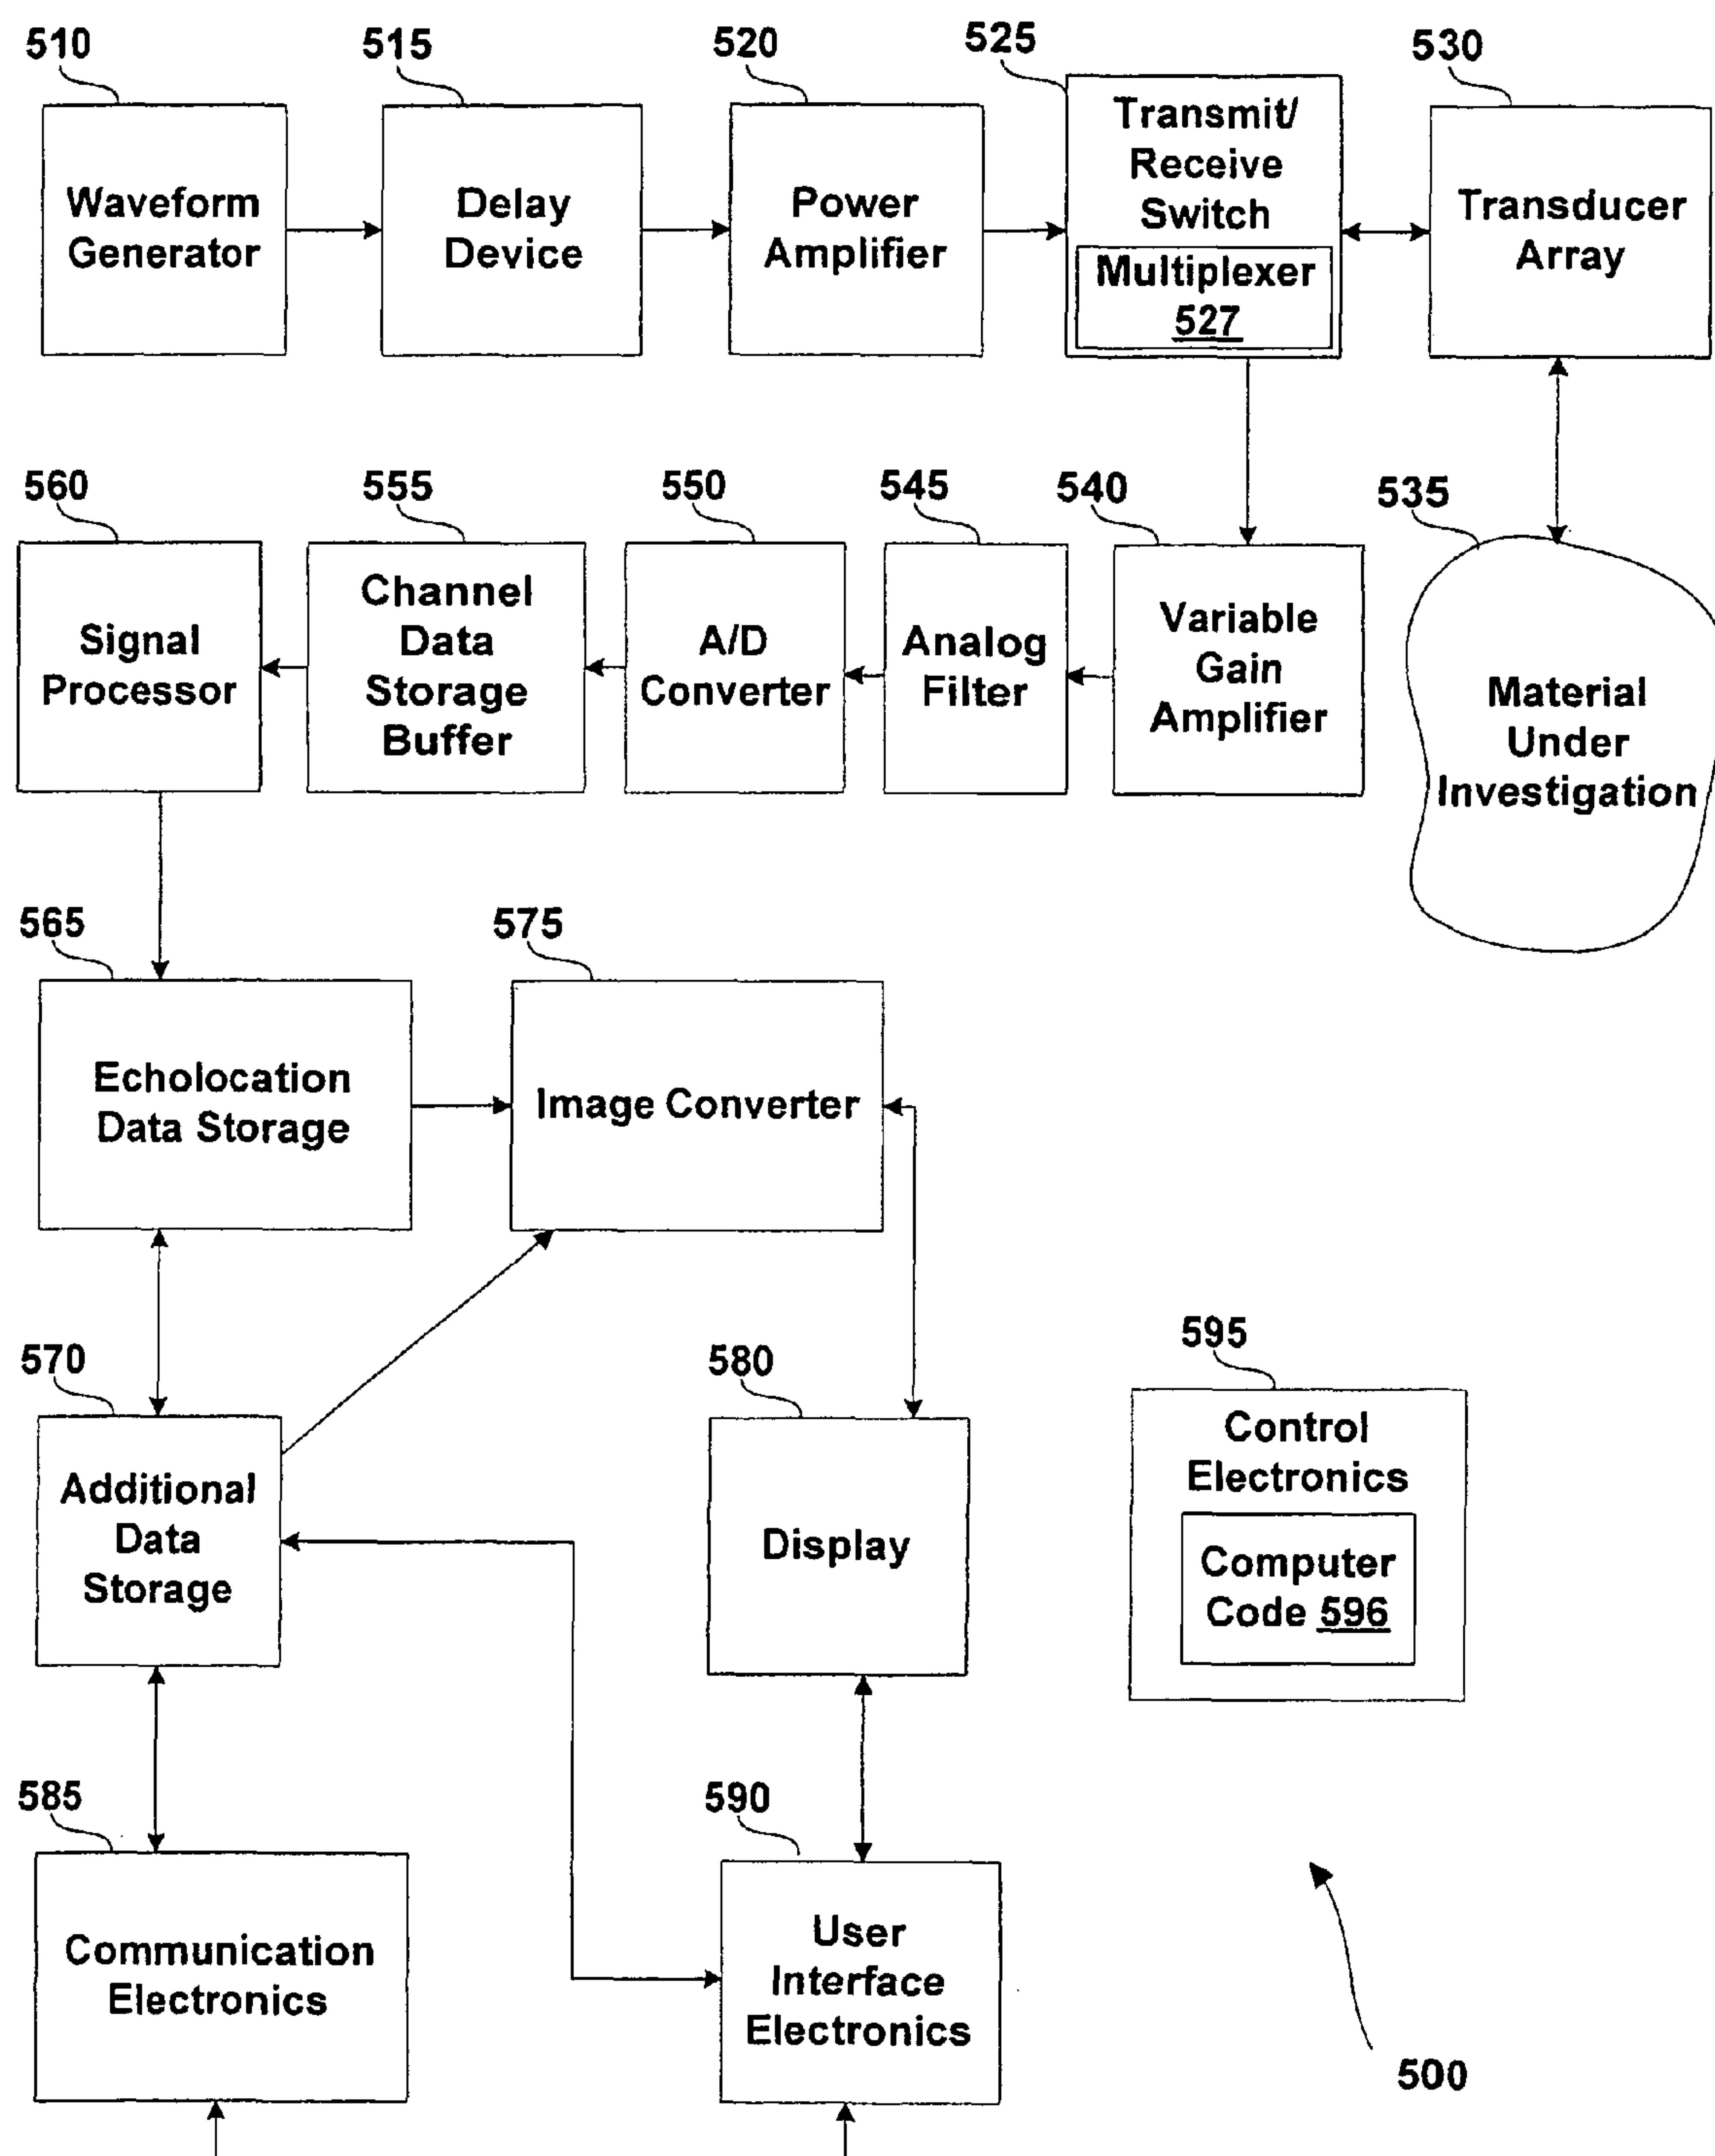 510
515
520
525
530
Waveform
Generator
Delay
Device
Power
Amplifier
Transmit/
Receive
Switch
Multiplexer
527
Transducer
Array
560
555
550
545
540
535
Signal
Processor
Channel
Data
Storage
Buffer
A/D
Converter
Analog
Filter
Variable
Gain
Amplifier
Material
Under
Investigation
565
575
Echolocation
Data Storage
Image Converter
570
580
595
Additional
Data
Storage
Display
Control
Electronics
Computer
Code 596
585
590
Communication
Electronics
User
Interface
Electronics
500